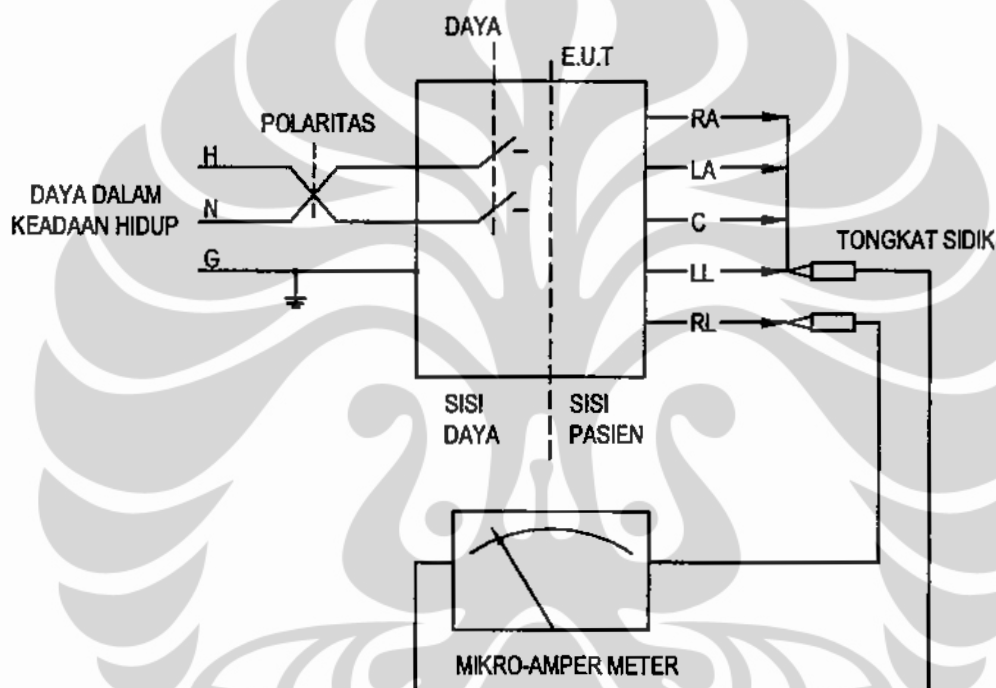 DAYA
E.U.T
POLARITAS
RA
H
LA
DAYA DALAM
KEADAAN HIDUP
N
C
TONGKAT SIDIK
G
LL
RL
SISI
DAYA
SISI
PASIEN
MIKRO-AMPER METER